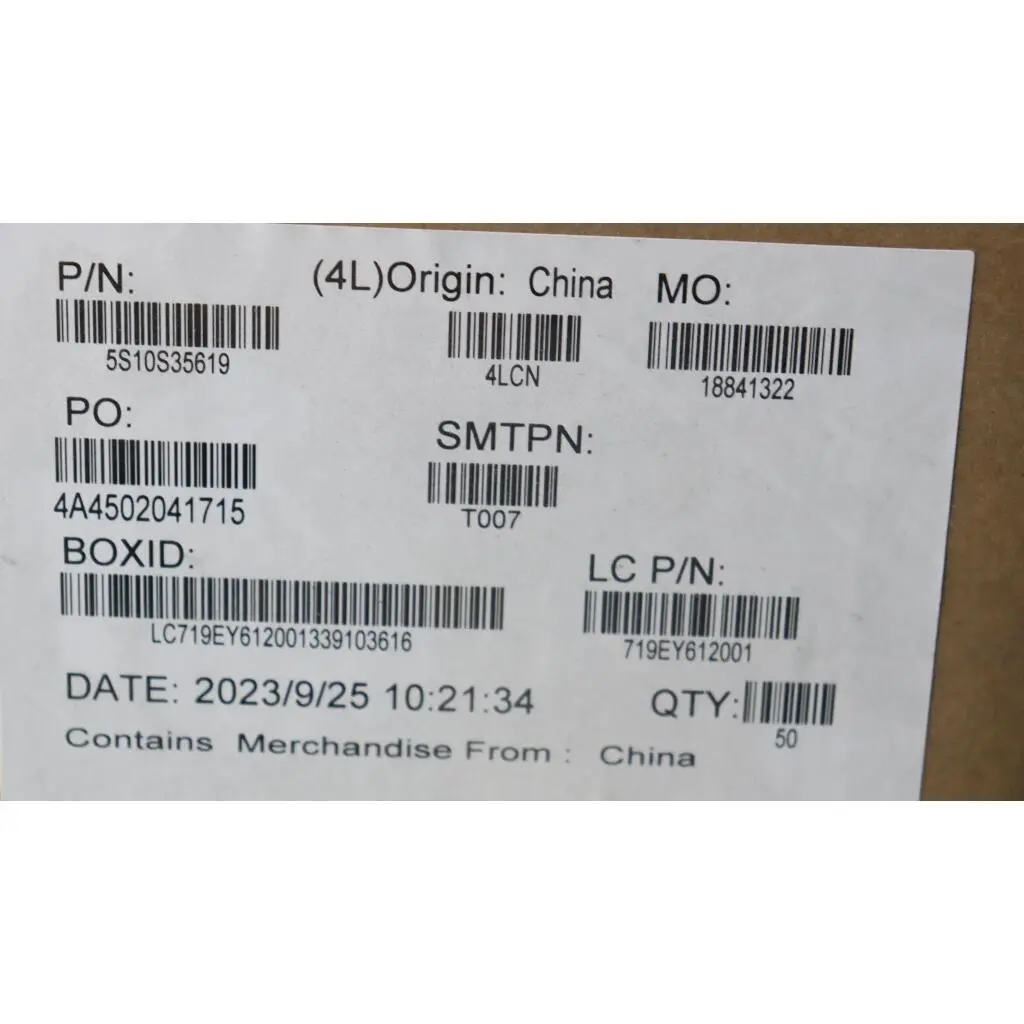 P/N: (4L)Origin: China MO:
5S10S35619 4LCN 18841322
PO: SMTPN:
4A4502041715 T007
BOXID: LC P/N:
LC719EY612001339103616 719EY612001
DATE: 2023/9/25 10:21:34 QTY:
50
Contains Merchandise From : China